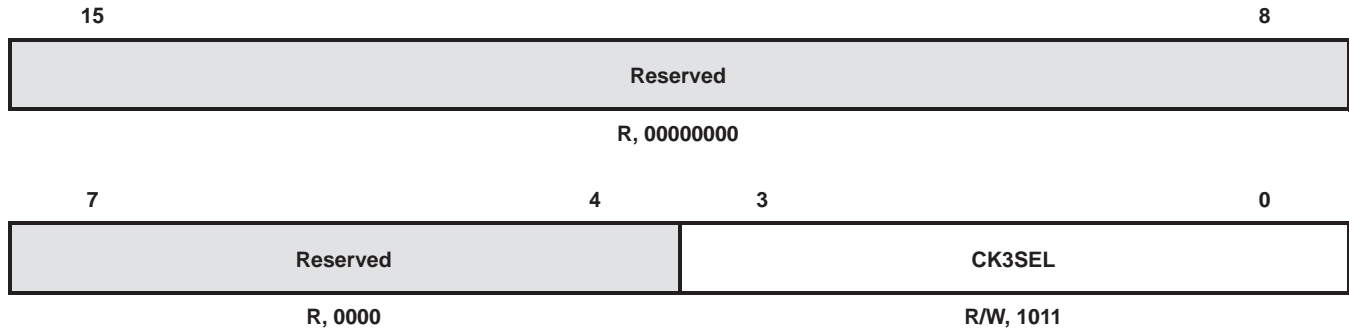 15 8
Reserved
R, 00000000
7 4 3 0
Reserved CK3SEL
R, 0000 R/W, 1011